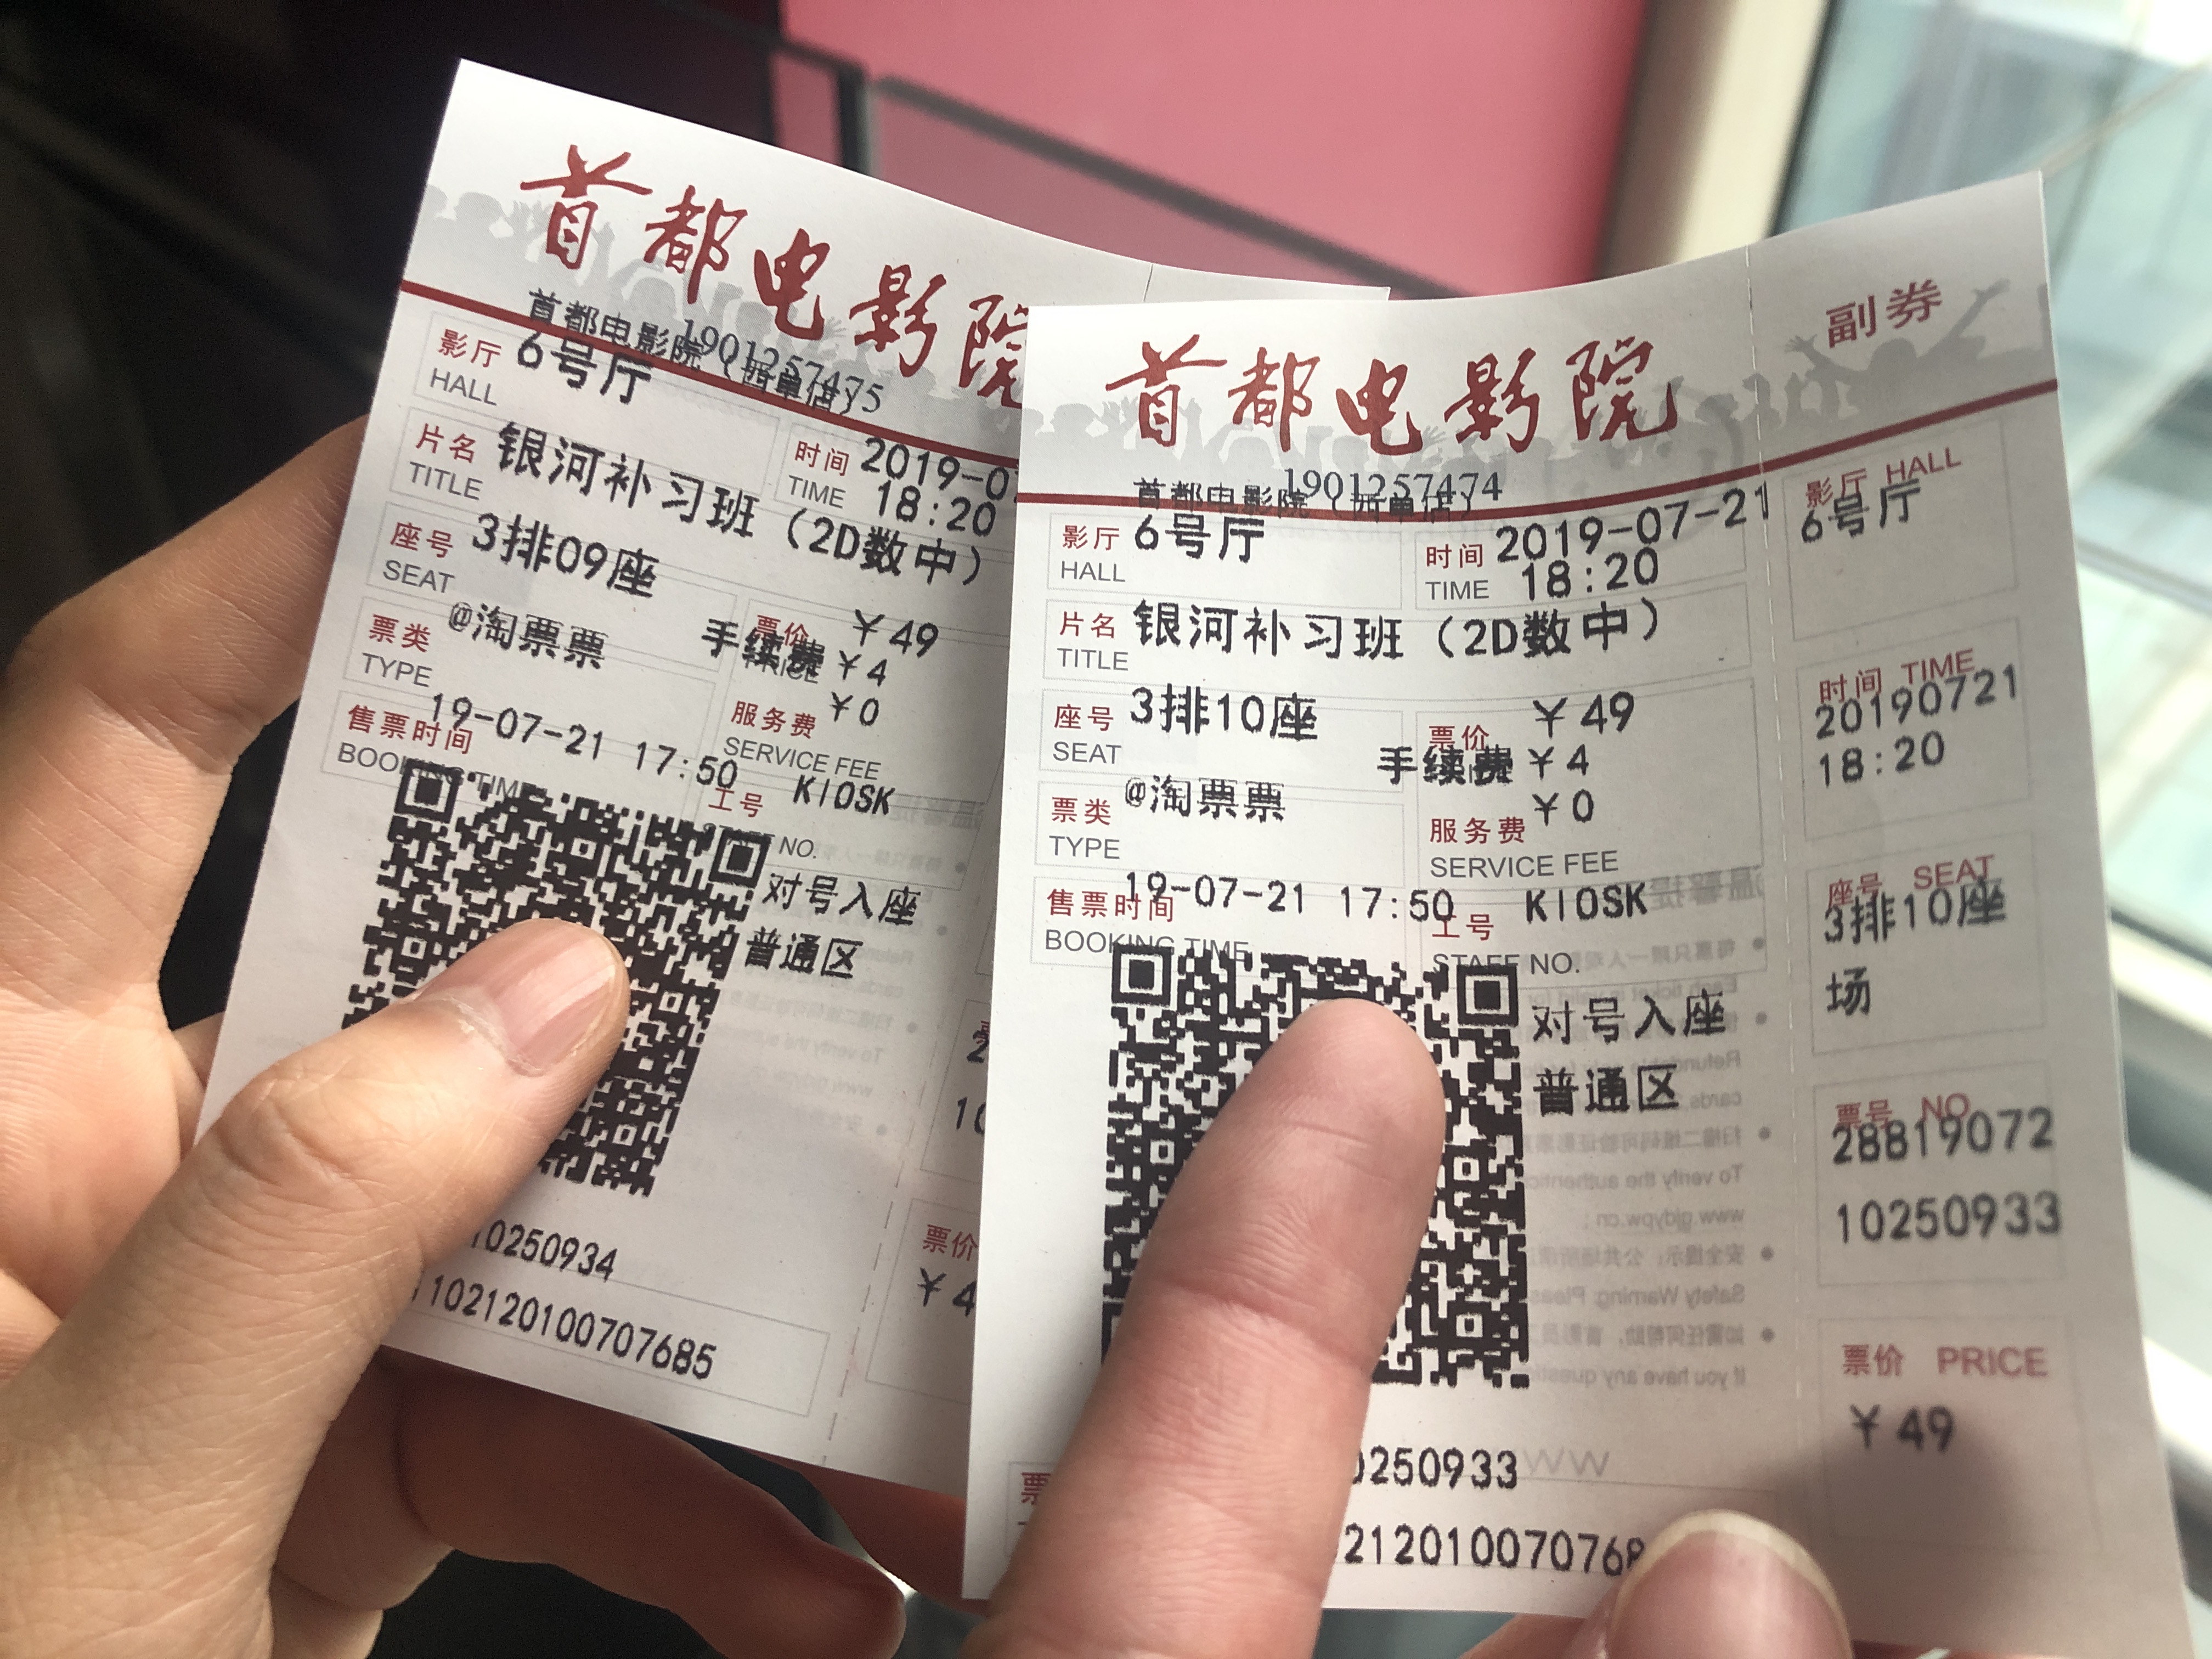 首都电影院
1901257475
首都电影院（西单店）
影厅 6号厅
HALL
片名 银河补习班（2D数中）
TITLE
时间 2019-0
TIME 18:20
座号 3排09座
SEAT
票价 ￥49
手续费 ￥4
票类 @淘票票
TYPE
￥0
服务费
SERVICE FEE
售票时间 19-07-21 17:50
BOOKING TIME
工号 KIOSK
NO.
对号入座
普通区
10250934
102120100707685
票价
￥4
首都电影院
1901257474
首都电影院（西单店）
影厅 6号厅
HALL
时间 2019-07-21
TIME 18:20
片名 银河补习班（2D数中）
TITLE
座号 3排10座
SEAT
票价 ￥49
手续费 ￥4
票类 @淘票票
TYPE
￥0
服务费
SERVICE FEE
售票时间 19-07-21 17:50
BOOKING TIME
工号 KIOSK
STAFF NO.
对号入座
普通区
0250933
21201007076
副券
影厅 HALL
6号厅
时间 TIME
20190721
18:20
座号 SEAT
3排10座
场
票号 NO
28819072
10250933
票价 PRICE
￥49